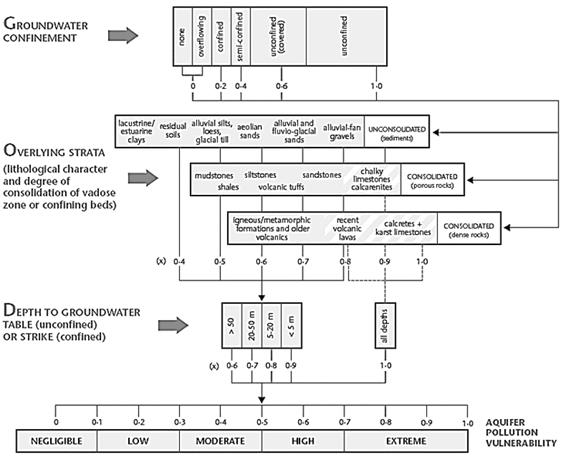 GROUNDWATER
CONFINEMENT
none
overflowing
confined
semi-confined
unconfined
(covered)
unconfined
0 0-2 0-4 0-6 1-0
OVERLYING STRATA
(lithological character
and degree of
consolidation of vadose
zone or confining beds)
lacustrine/
estuarine
clays
residual
soils
alluvial silts,
loess,
glacial till
aeolian
sands
alluvial and
fluvio-glacial
sands
alluvial-fan
gravels
UNCONSOLIDATED
(sediments)
mudstones
shales
siltstones
volcanic tuffs
sandstones
chalky
limestones
calcarenites
CONSOLIDATED
(porous rocks)
igneous/metamorphic
formations and older
volcanics
recent
volcanic
lavas
calcretes +
karst limestones
CONSOLIDATED
(dense rocks)
(x) 0-4 0-5 0-6 0-7 0-8 0-9 1-0
DEPTH TO GROUNDWATER
TABLE (unconfined)
OR STRIKE (confined)
> 50
20-50 m
5-20 m
< 5 m
all depths
(x) 0-6 0-7 0-8 0-9 1-0
0 0-1 0-2 0-3 0-4 0-5 0-6 0-7 0-8 0-9 1-0
NEGLIGIBLE LOW MODERATE HIGH EXTREME
AQUIFER
POLLUTION
VULNERABILITY